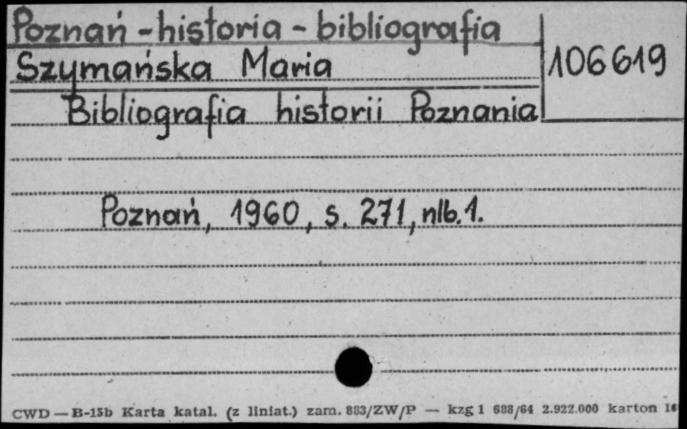 Poznań - historia - bibliografia
Szymańska Maria
106619
Bibliografia historii Poznania
Poznań, 1960, s. 271, nlb. 1.
CWD — B-15b Karta katal. (z liniat.) zam. 883/ZW/P — kzg 1 688/64 2.922.000 karton